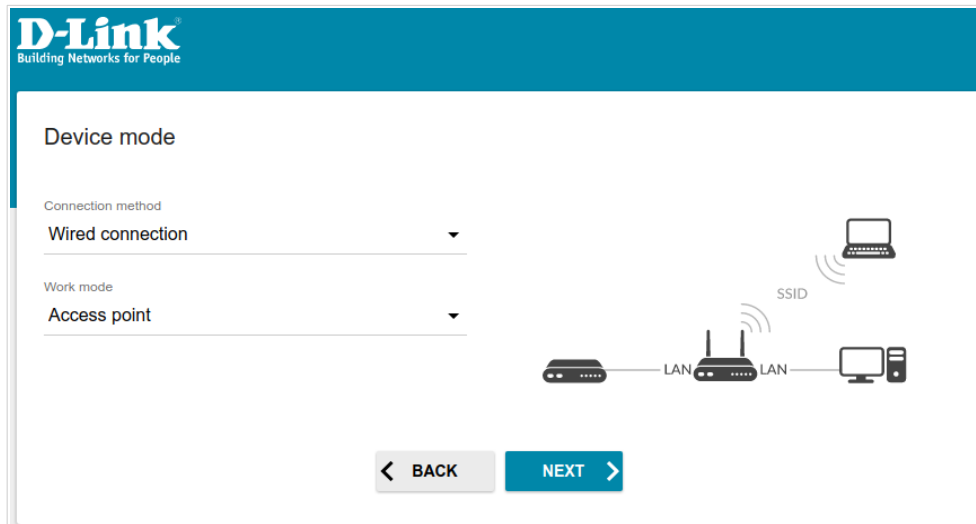 D-Link
Building Networks for People
Device mode
Connection method
Wired connection
Work mode
Access point
SSID
LAN LAN
BACK NEXT